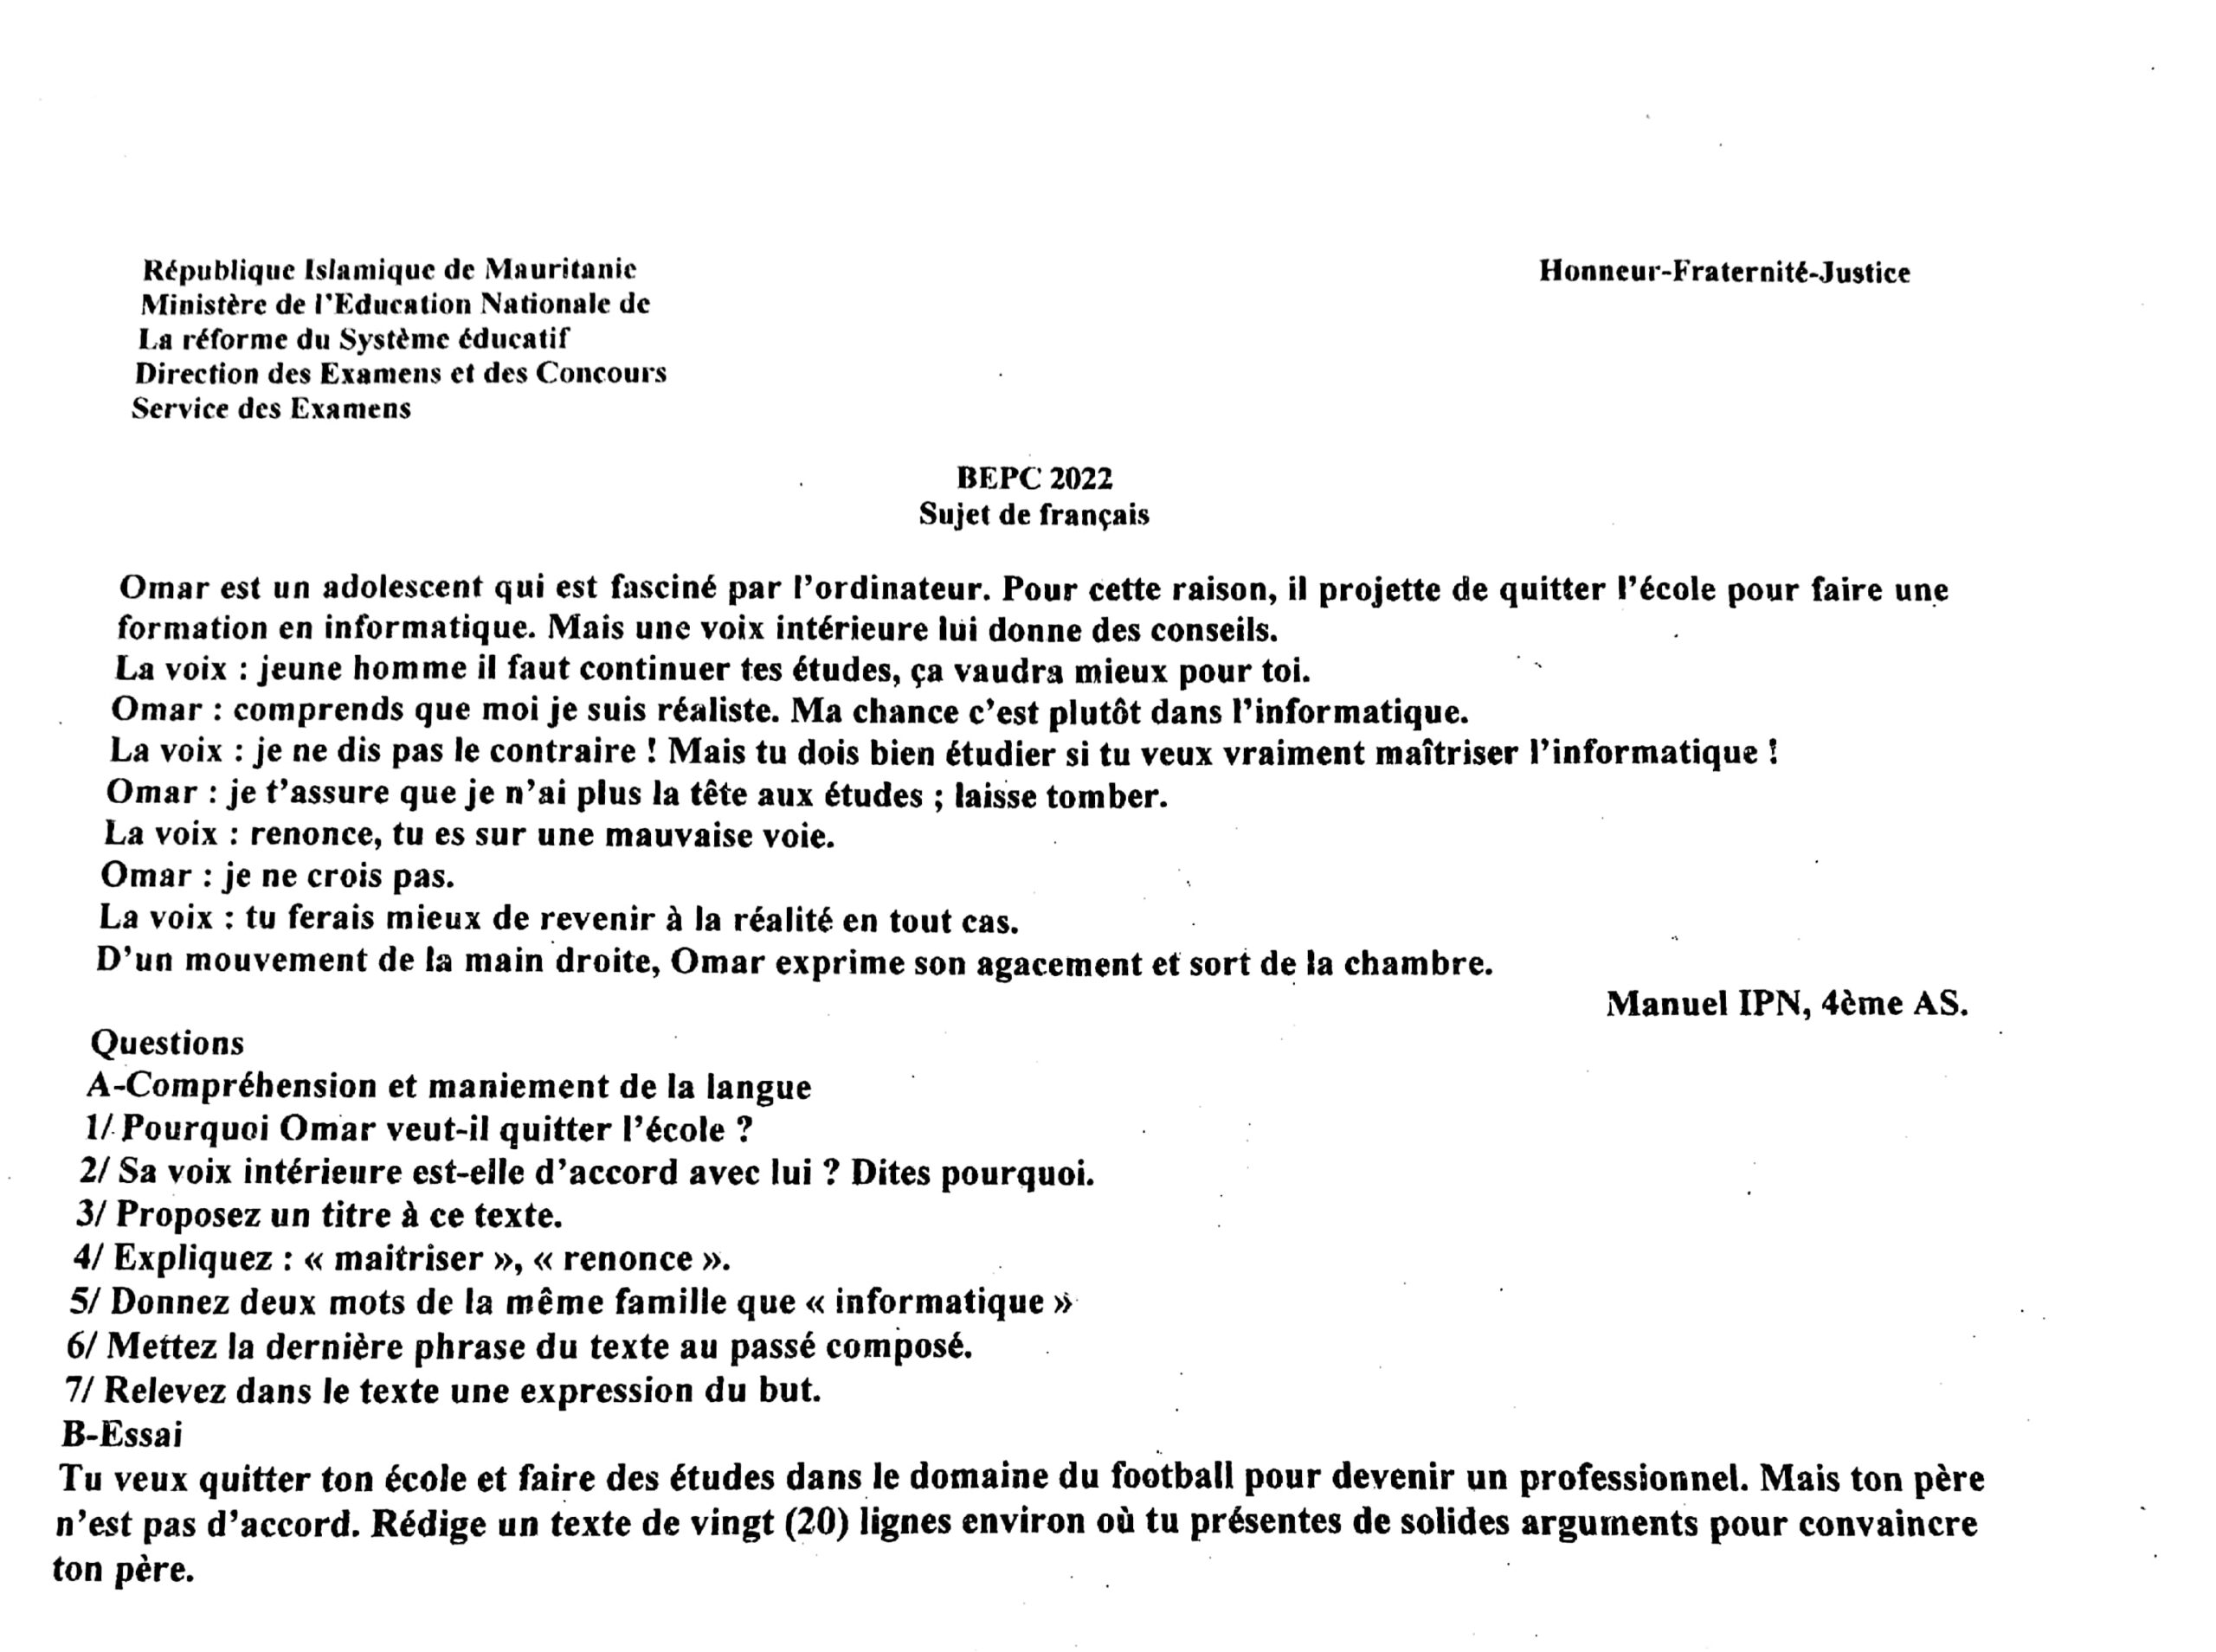 République Islamique de Mauritanie
Honneur-Fraternité-Justice
Ministère de l'Education Nationale de
La réforme du Système éducatif
Direction des Examens et des Concours
Service des Examens
BEPC 2022
Sujet de français
Omar est un adolescent qui est fasciné par l'ordinateur. Pour cette raison, il projette de quitter l'école pour faire une
formation en informatique. Mais une voix intérieure lui donne des conseils.
La voix : jeune homme il faut continuer tes études, ça vaudra mieux pour toi.
Omar : comprends que moi je suis réaliste. Ma chance c'est plutôt dans l'informatique.
La voix : je ne dis pas le contraire ! Mais tu dois bien étudier si tu veux vraiment maîtriser l'informatique !
Omar : je t'assure que je n'ai plus la tête aux études ; laisse tomber.
La voix : renonce, tu es sur une mauvaise voie.
Omar : je ne crois pas.
La voix : tu ferais mieux de revenir à la réalité en tout cas.
D'un mouvement de la main droite, Omar exprime son agacement et sort de la chambre.
Manuel IPN, 4ème AS.
Questions
A-Compréhension et maniement de la langue
1/ Pourquoi Omar veut-il quitter l'école ?
2/ Sa voix intérieure est-elle d'accord avec lui ? Dites pourquoi.
3/ Proposez un titre à ce texte.
4/ Expliquez : « maitriser », « renonce ».
5/ Donnez deux mots de la même famille que « informatique »
6/ Mettez la dernière phrase du texte au passé composé.
7/ Relevez dans le texte une expression du but.
B-Essai
Tu veux quitter ton école et faire des études dans le domaine du football pour devenir un professionnel. Mais ton père
n'est pas d'accord. Rédige un texte de vingt (20) lignes environ où tu présentes de solides arguments pour convaincre
ton père.